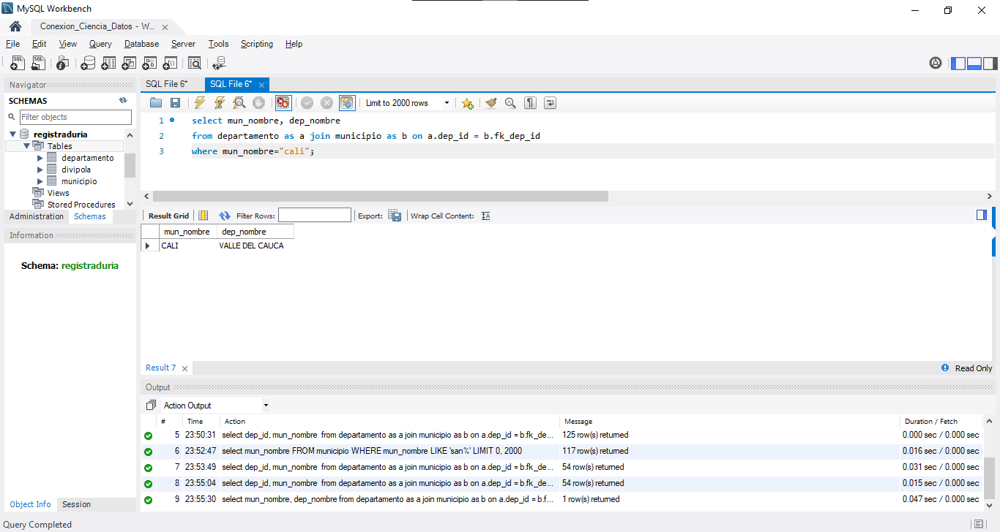 MySQL Workbench
Conexion_Ciencia_Datos - W...
File Edit View Query Database Server Tools Scripting Help
Navigator
SCHEMAS
Filter objects
registraduria
Tables
departamento
divipola
municipio
Views
Stored Procedures
Administration Schemas
Information
Schema: registraduria
Object Info Session
SQL File 6* SQL File 6*
Limit to 2000 rows
1 select mun_nombre, dep_nombre
2 from departamento as a join municipio as b on a.dep_id = b.fk_dep_id
3 where mun_nombre="cali";
Result Grid Filter Rows: Export: Wrap Cell Content:
mun_nombre dep_nombre
CALI VALLE DEL CAUCA
Result 7 Read Only
Output
Action Output
# Time Action Message Duration / Fetch
5 23:50:31 select dep_id, mun_nombre from departamento as a join municipio as b on a.dep_id = b.fk_de... 125 row(s) returned 0.000 sec / 0.000 sec
6 23:52:47 select mun_nombre FROM municipio WHERE mun_nombre LIKE 'san%' LIMIT 0, 2000 117 row(s) returned 0.016 sec / 0.000 sec
7 23:53:49 select dep_id, mun_nombre from departamento as a join municipio as b on a.dep_id = b.fk_de... 54 row(s) returned 0.031 sec / 0.000 sec
8 23:55:04 select dep_id, mun_nombre from departamento as a join municipio as b on a.dep_id = b.fk_de... 54 row(s) returned 0.015 sec / 0.000 sec
9 23:55:30 select mun_nombre, dep_nombre from departamento as a join municipio as b on a.dep_id = b.f... 1 row(s) returned 0.047 sec / 0.000 sec
Query Completed